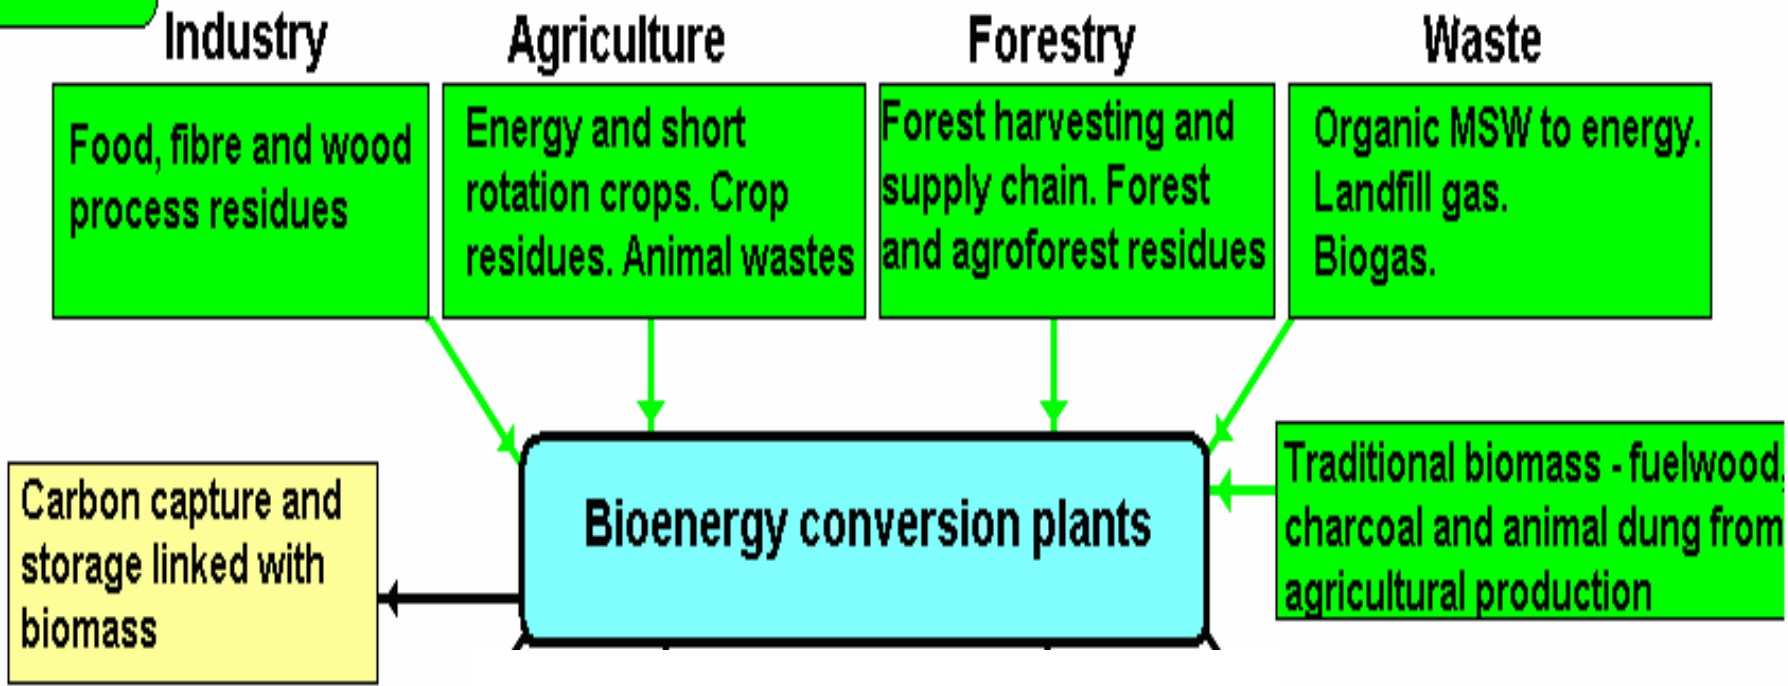 Industry
Agriculture
Forestry
Waste
Food, fibre and wood
process residues
Energy and short
rotation crops. Crop
residues. Animal wastes
Forest harvesting and
supply chain. Forest
and agroforest residues
Organic MSW to energy.
Landfill gas.
Biogas.
Carbon capture and
storage linked with
biomass
Bioenergy conversion plants
Traditional biomass - fuelwood,
charcoal and animal dung from
agricultural production